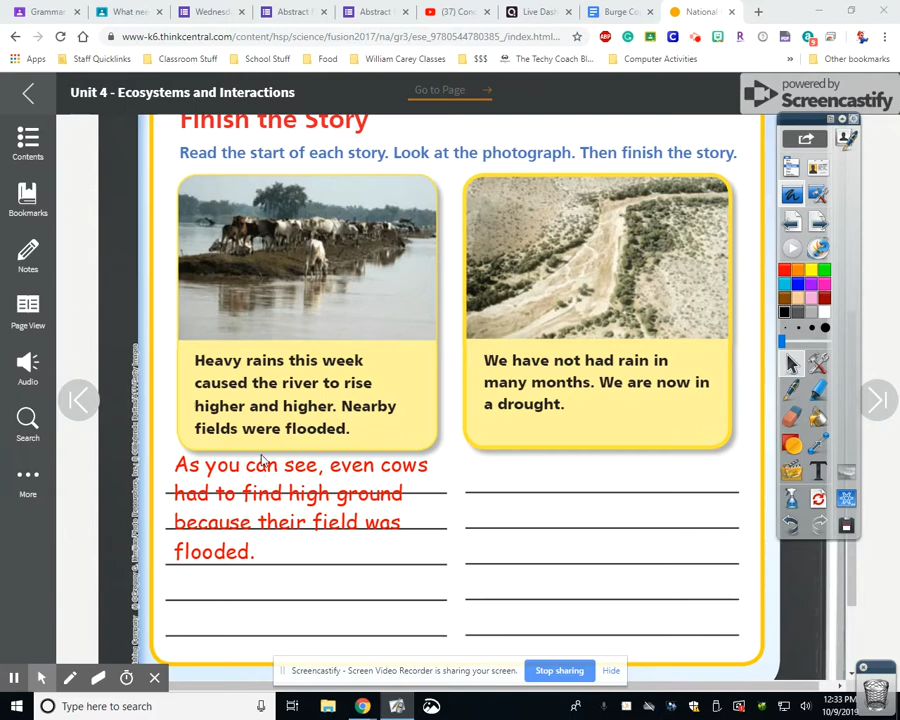 Grammar
What nee
Wednesd
Abstract
Abstract
(37) Con
Live Dash
Burge Co
National
www-k6.thinkcentral.com/content/hsp/science/fusion2017/na/gr3/ese_9780544780385_/index.html...
Apps
Staff Quicklinks
Classroom Stuff
School Stuff
Food
William Carey Classes
$$$
The Techy Coach Bl...
Computer Activities
Other bookmarks
Unit 4 - Ecosystems and Interactions
Go to Page
powered by
Screencastify
Contents
Bookmarks
Notes
Page View
Audio
Search
More
Finish the Story
Read the start of each story. Look at the photograph. Then finish the story.
Heavy rains this week
caused the river to rise
higher and higher. Nearby
fields were flooded.
As you can see, even cows
had to find high ground
because their field was
flooded.
We have not had rain in
many months. We are now in
a drought.
Screencastify - Screen Video Recorder is sharing your screen.
Stop sharing
Hide
Type here to search
12:33 PM
10/9/2019